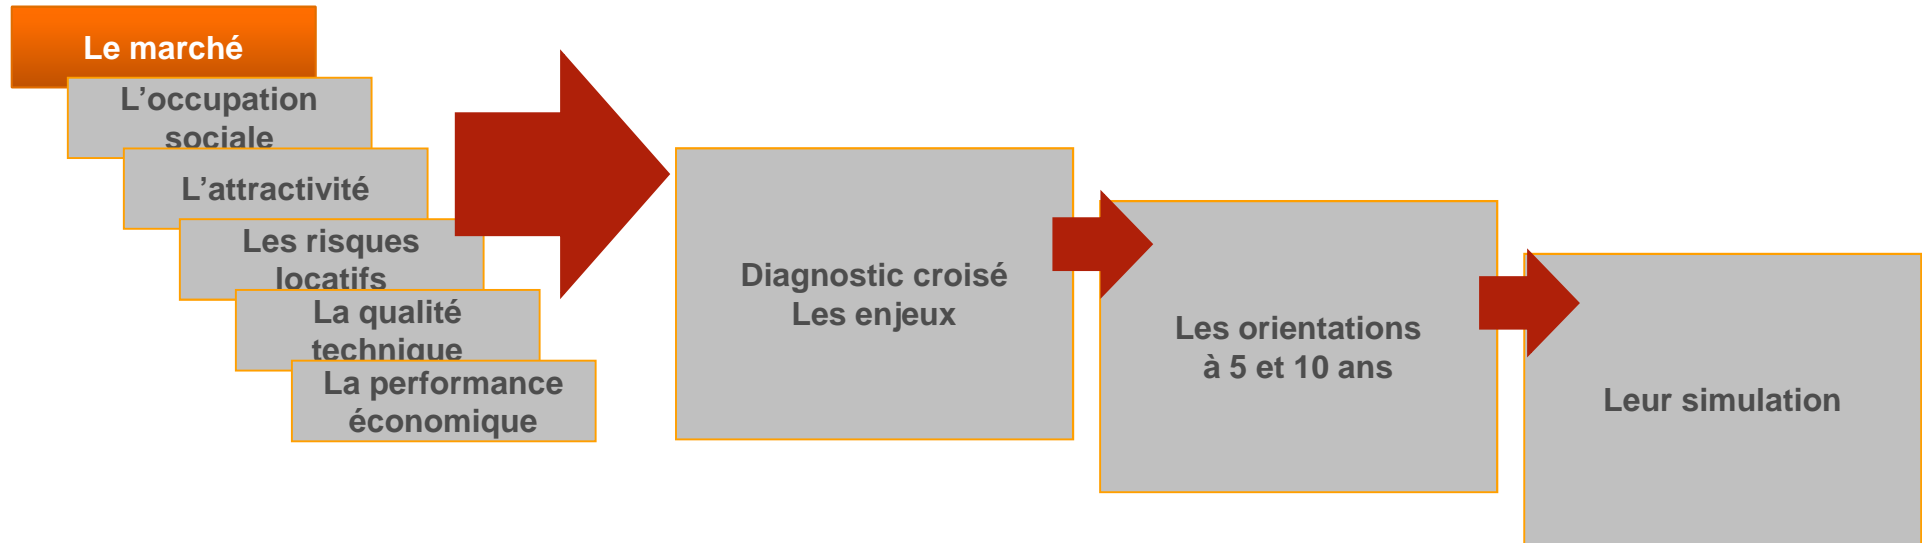 Le marché
L’occupation
sociale
L’attractivité
Les risques
locatifs
La qualité
technique
La performance
économique
Diagnostic croisé
Les enjeux
Les orientations
à 5 et 10 ans
Leur simulation